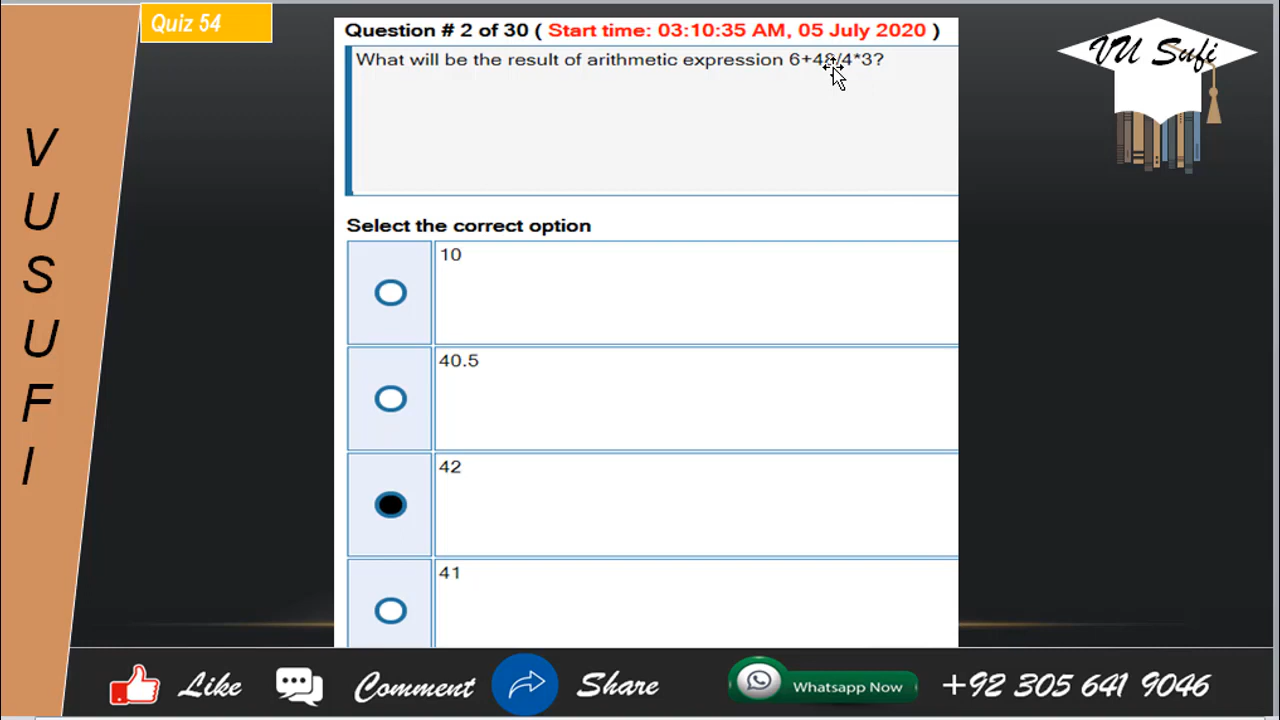 Quiz 54
Question # 2 of 30 ( Start time: 03:10:35 AM, 05 July 2020 )
What will be the result of arithmetic expression 6+48/4*3?
VU Sufi
Select the correct option
10
40.5
42
41
V
U
S
U
F
I
Like
Comment
Share
Whatsapp Now
+92 305 641 9046